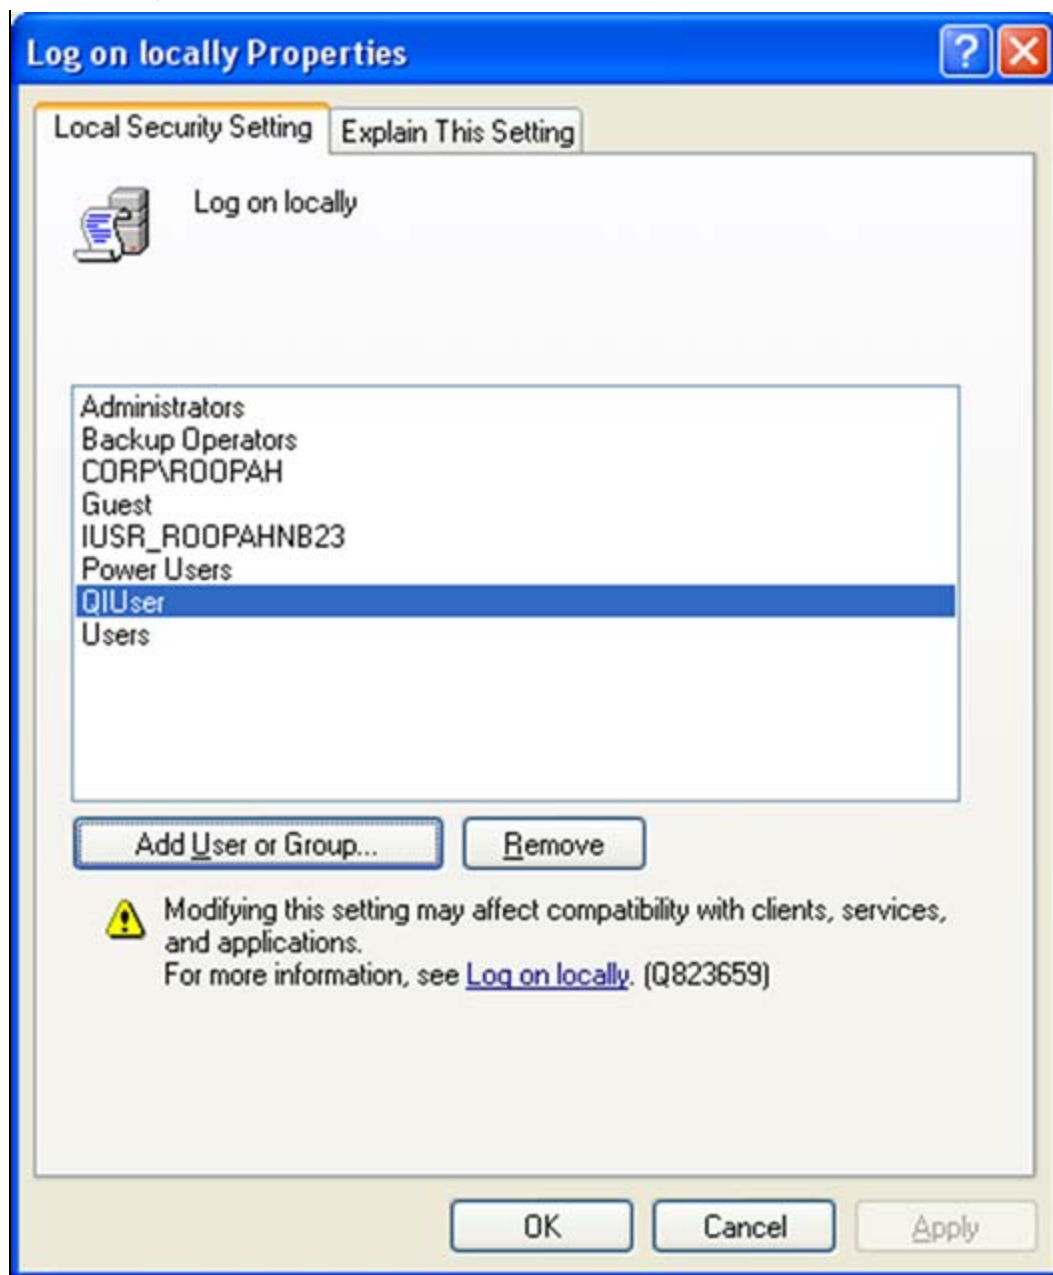 Log on locally Properties
Local Security Setting
Explain This Setting
Log on locally
Administrators
Backup Operators
CORP\ROOPAH
Guest
IUSR_ROOPAHNB23
Power Users
QIUser
Users
Add User or Group...
Remove
Modifying this setting may affect compatibility with clients, services,
and applications.
For more information, see Log on locally. (Q823659)
OK
Cancel
Apply